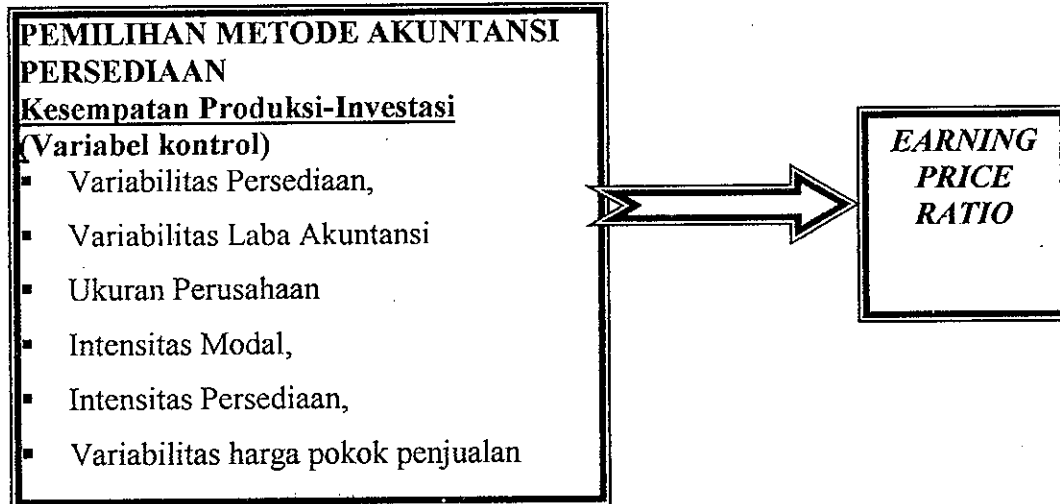 PEMILIHAN METODE AKUNTANSI
PERSEDIAAN
Kesempatan Produksi-Investasi
(Variabel kontrol)
▪ Variabilitas Persediaan,
▪ Variabilitas Laba Akuntansi
▪ Ukuran Perusahaan
▪ Intensitas Modal,
▪ Intensitas Persediaan,
▪ Variabilitas harga pokok penjualan
EARNING
PRICE
RATIO